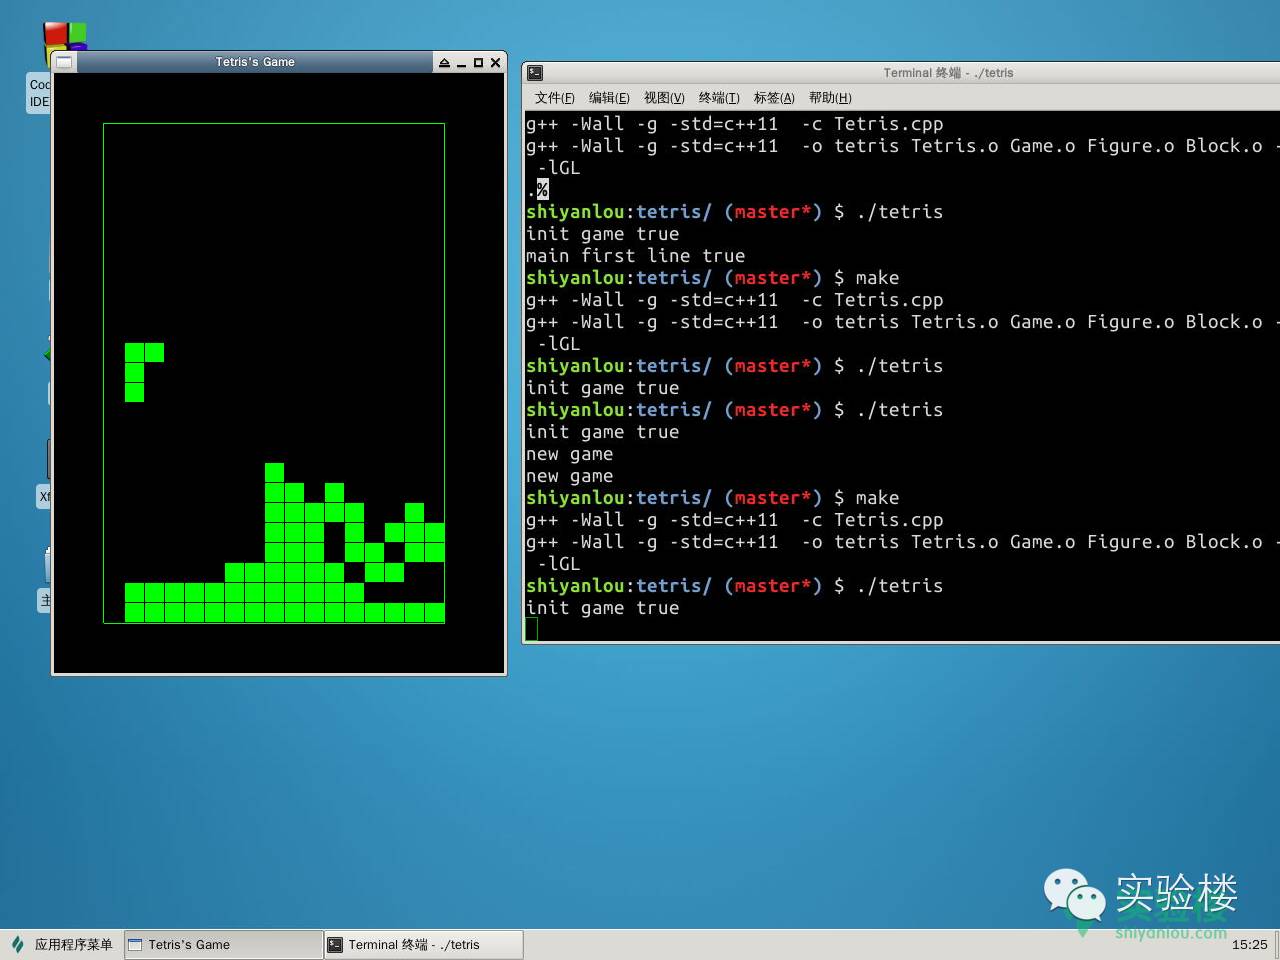 Coc
IDE
Xf
主
Tetris's Game
Terminal 终端 - ./tetris
文件(F) 编辑(E) 视图(V) 终端(T) 标签(A) 帮助(H)
g++ -Wall -g -std=c++11  -c Tetris.cpp
g++ -Wall -g -std=c++11  -o tetris Tetris.o Game.o Figure.o Block.o -
 -lGL
.%
shiyanlou:tetris/ (master*) $ ./tetris
init game true
main first line true
shiyanlou:tetris/ (master*) $ make
g++ -Wall -g -std=c++11  -c Tetris.cpp
g++ -Wall -g -std=c++11  -o tetris Tetris.o Game.o Figure.o Block.o -
 -lGL
shiyanlou:tetris/ (master*) $ ./tetris
init game true
shiyanlou:tetris/ (master*) $ ./tetris
init game true
new game
new game
shiyanlou:tetris/ (master*) $ make
g++ -Wall -g -std=c++11  -c Tetris.cpp
g++ -Wall -g -std=c++11  -o tetris Tetris.o Game.o Figure.o Block.o -
 -lGL
shiyanlou:tetris/ (master*) $ ./tetris
init game true
实验楼
实验楼
shiyanlou.com
应用程序菜单 Tetris's Game Terminal 终端 - ./tetris 15:25